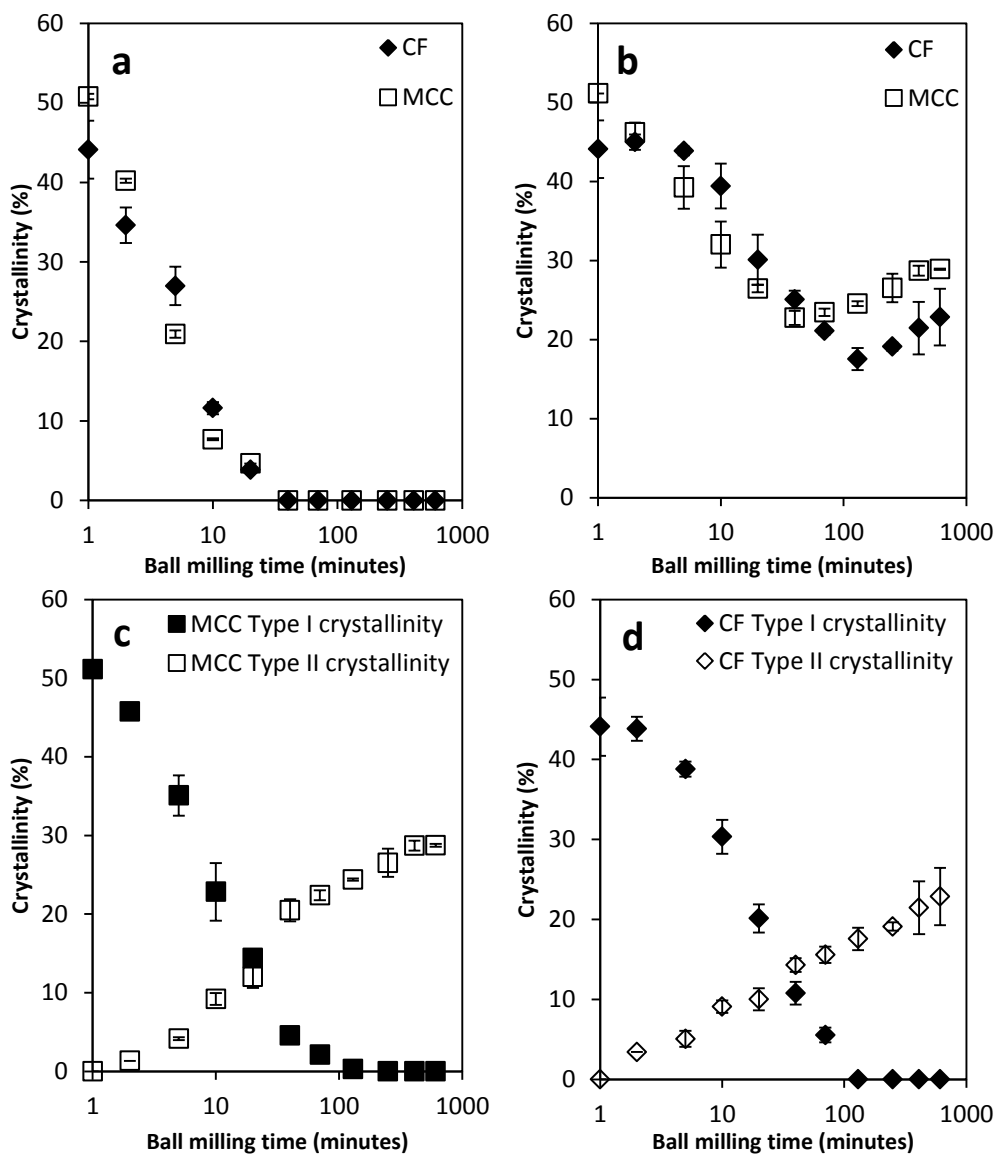 a
CF
MCC
Crystallinity (%)
60
50
40
30
20
10
0
1 10 100 1000
Ball milling time (minutes)
b
CF
MCC
Crystallinity (%)
60
50
40
30
20
10
0
1 10 100 1000
Ball milling time (minutes)
c
MCC Type I crystallinity
MCC Type II crystallinity
Crystallinity (%)
60
50
40
30
20
10
0
1 10 100 1000
Ball milling time (minutes)
d
CF Type I crystallinity
CF Type II crystallinity
Crystallinity (%)
60
50
40
30
20
10
0
1 10 100 1000
Ball milling time (minutes)